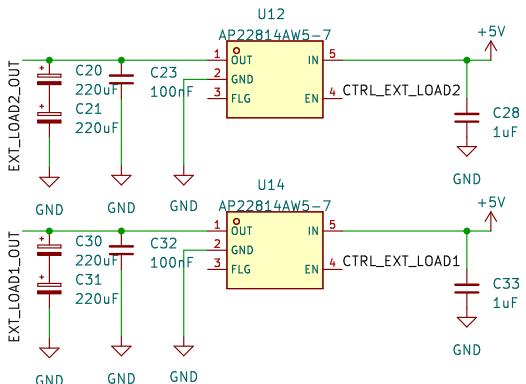 U12
AP22814AW5-7
+5V
1 OUT IN 5
2 GND
3 FLG EN 4
CTRL_EXT_LOAD2
EXT_LOAD2_OUT
+ C20
220uF
+ C21
220uF
C23
100nF
C28
1uF
GND
GND
GND
GND
U14
AP22814AW5-7
+5V
1 OUT IN 5
2 GND
3 FLG EN 4
CTRL_EXT_LOAD1
EXT_LOAD1_OUT
+ C30
220uF
+ C31
220uF
C32
100nF
C33
1uF
GND
GND
GND
GND